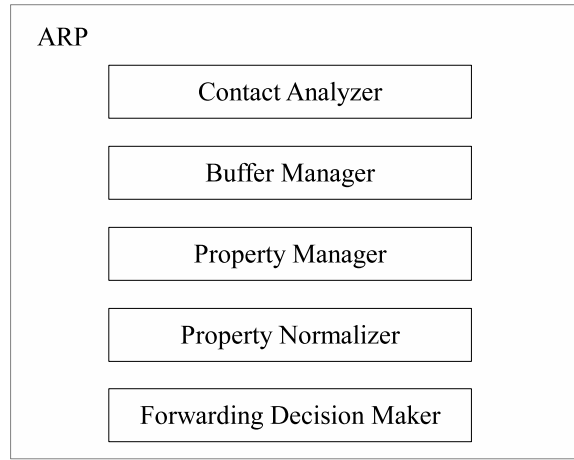 ARP
Contact Analyzer
Buffer Manager
Property Manager
Property Normalizer
Forwarding Decision Maker